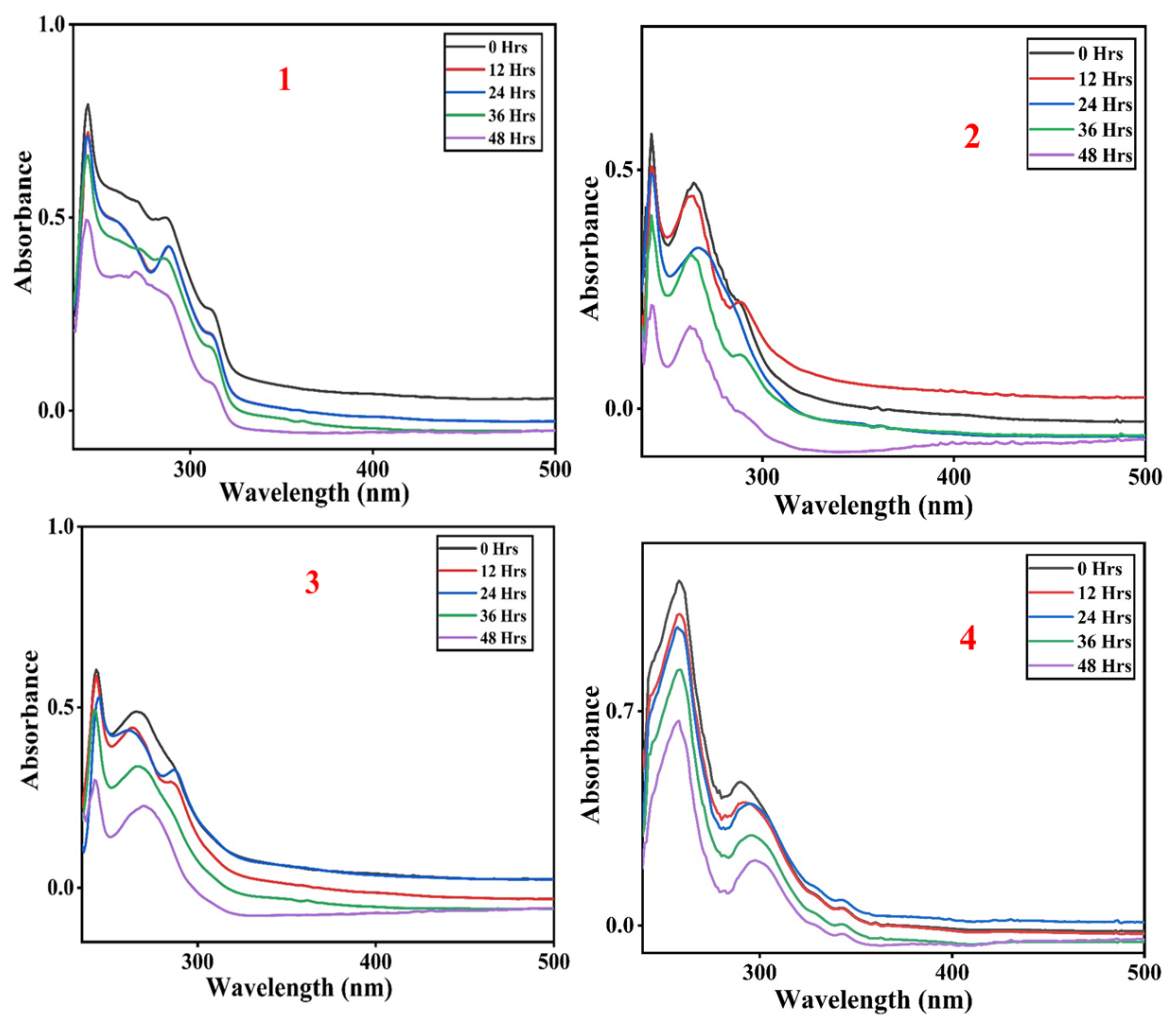 1.0
0.5
0.0
Absorbance
1
0 Hrs
12 Hrs
24 Hrs
36 Hrs
48 Hrs
300
400
500
Wavelength (nm)
0.5
0.0
Absorbance
2
0 Hrs
12 Hrs
24 Hrs
36 Hrs
48 Hrs
300
400
500
Wavelength (nm)
1.0
0.5
0.0
Absorbance
3
0 Hrs
12 Hrs
24 Hrs
36 Hrs
48 Hrs
300
400
500
Wavelength (nm)
0.7
0.0
Absorbance
4
0 Hrs
12 Hrs
24 Hrs
36 Hrs
48 Hrs
300
400
500
Wavelength (nm)